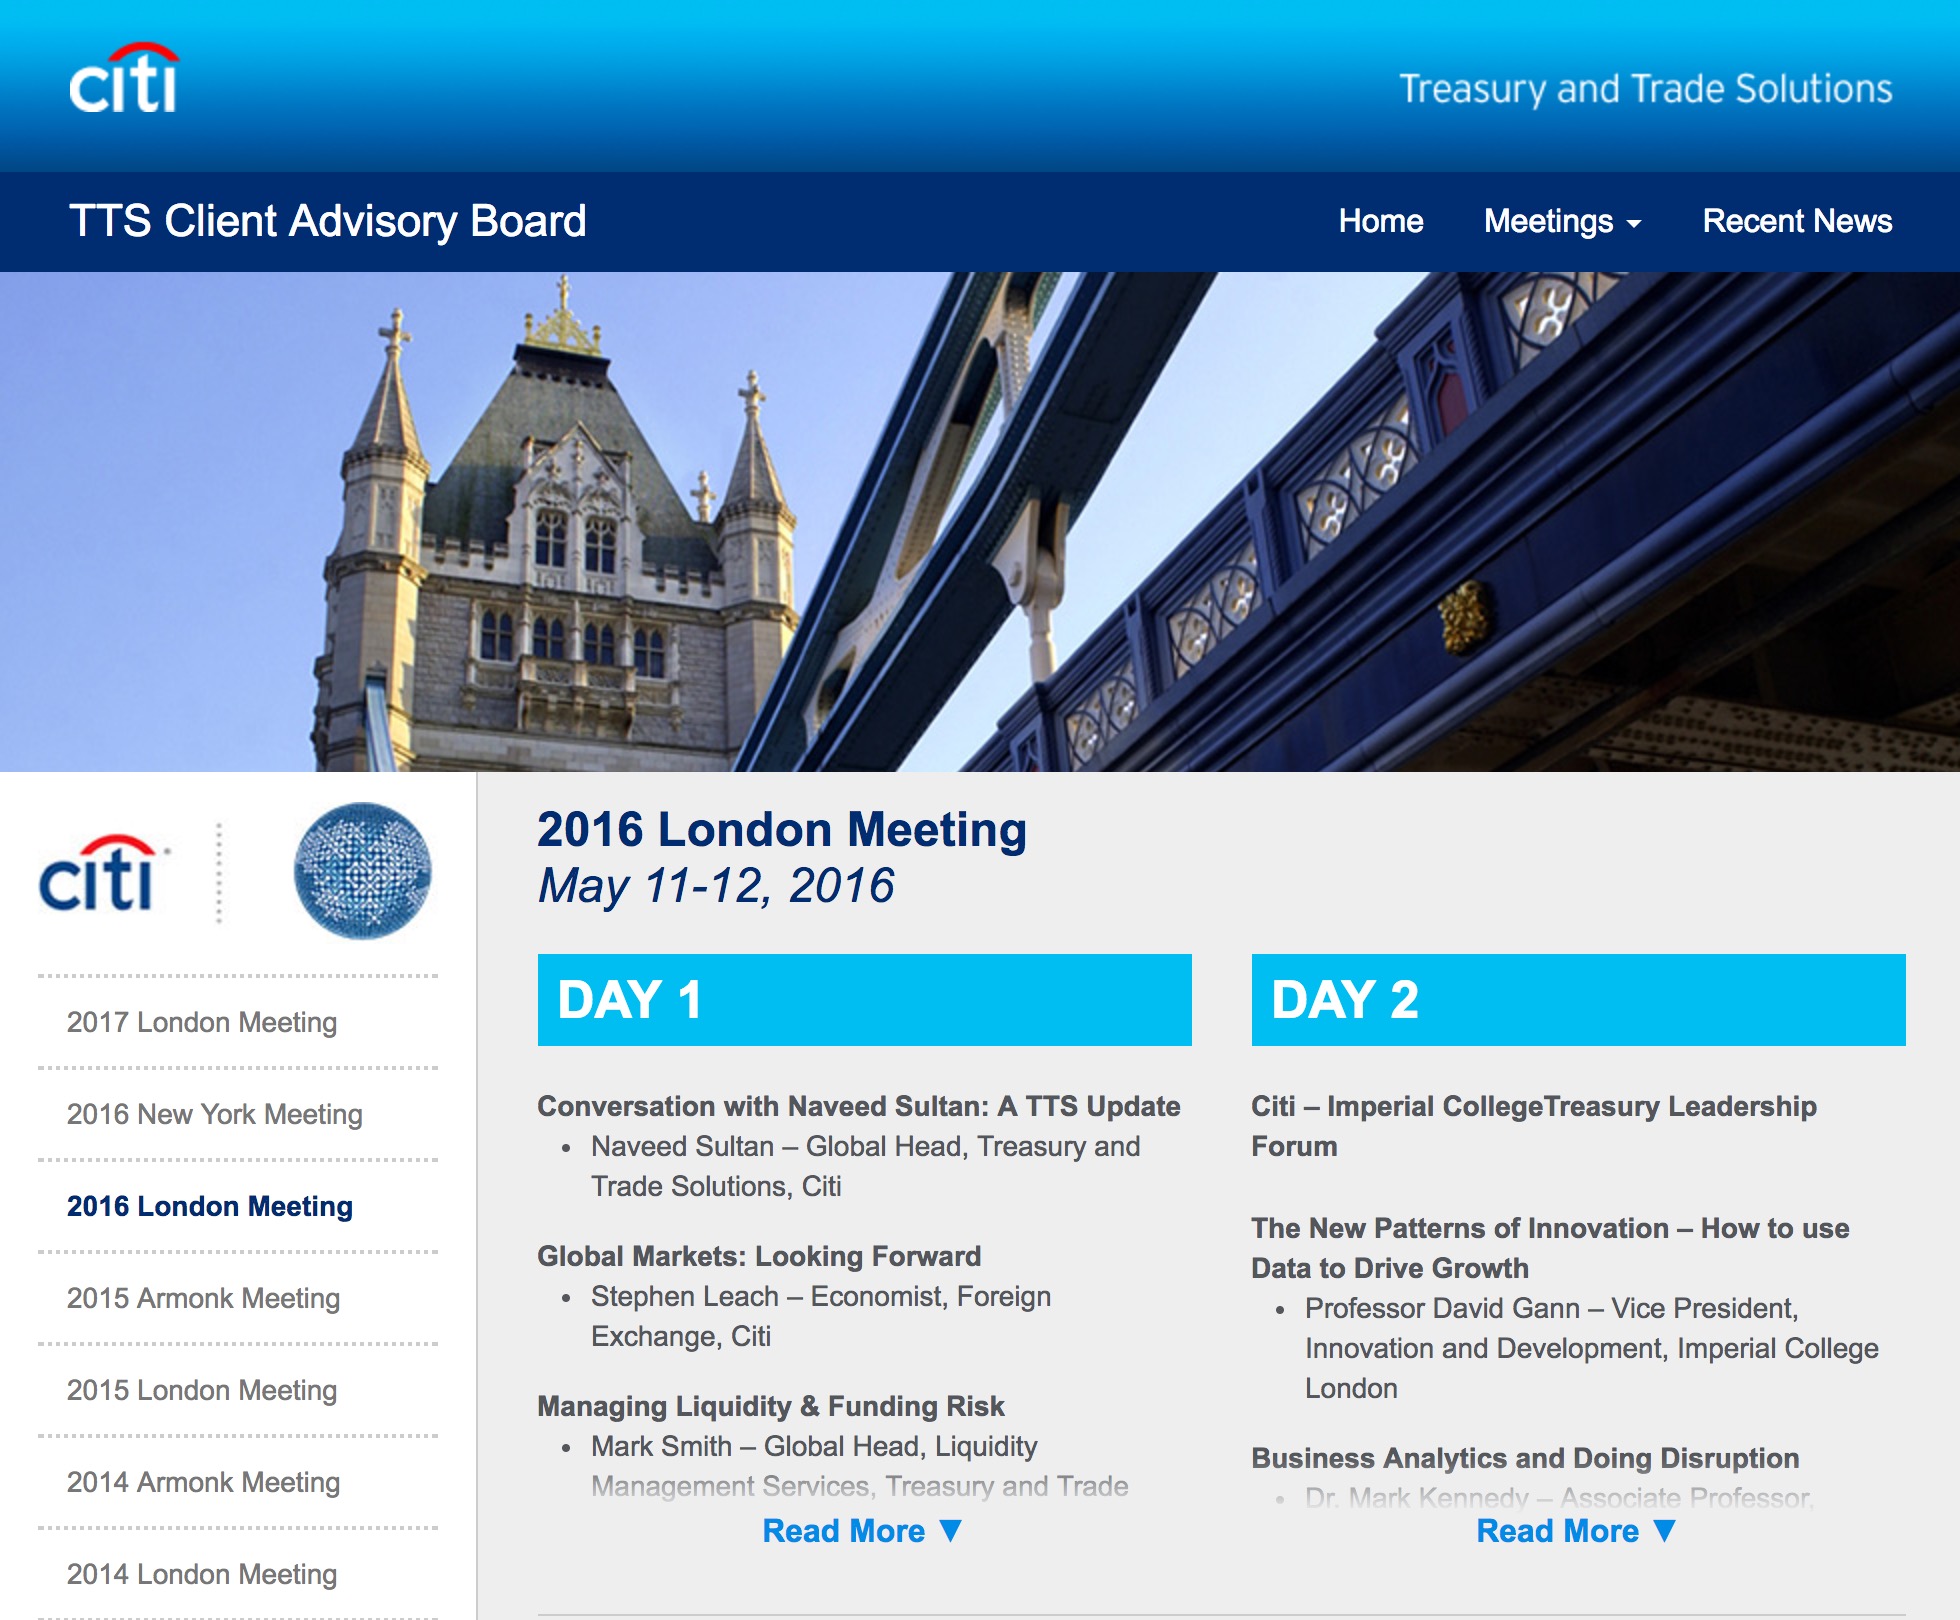 citi
Treasury and Trade Solutions
TTS Client Advisory Board
Home
Meetings
Recent News
citi
2017 London Meeting
2016 New York Meeting
2016 London Meeting
2015 Armonk Meeting
2015 London Meeting
2014 Armonk Meeting
2014 London Meeting
2016 London Meeting
May 11-12, 2016
DAY 1
Conversation with Naveed Sultan: A TTS Update
• Naveed Sultan – Global Head, Treasury and
Trade Solutions, Citi
Global Markets: Looking Forward
• Stephen Leach – Economist, Foreign
Exchange, Citi
Managing Liquidity & Funding Risk
• Mark Smith – Global Head, Liquidity
Management Services, Treasury and Trade
Read More ▼
DAY 2
Citi – Imperial CollegeTreasury Leadership
Forum
The New Patterns of Innovation – How to use
Data to Drive Growth
• Professor David Gann – Vice President,
Innovation and Development, Imperial College
London
Business Analytics and Doing Disruption
• Dr. Mark Kennedy – Associate Professor,
Read More ▼